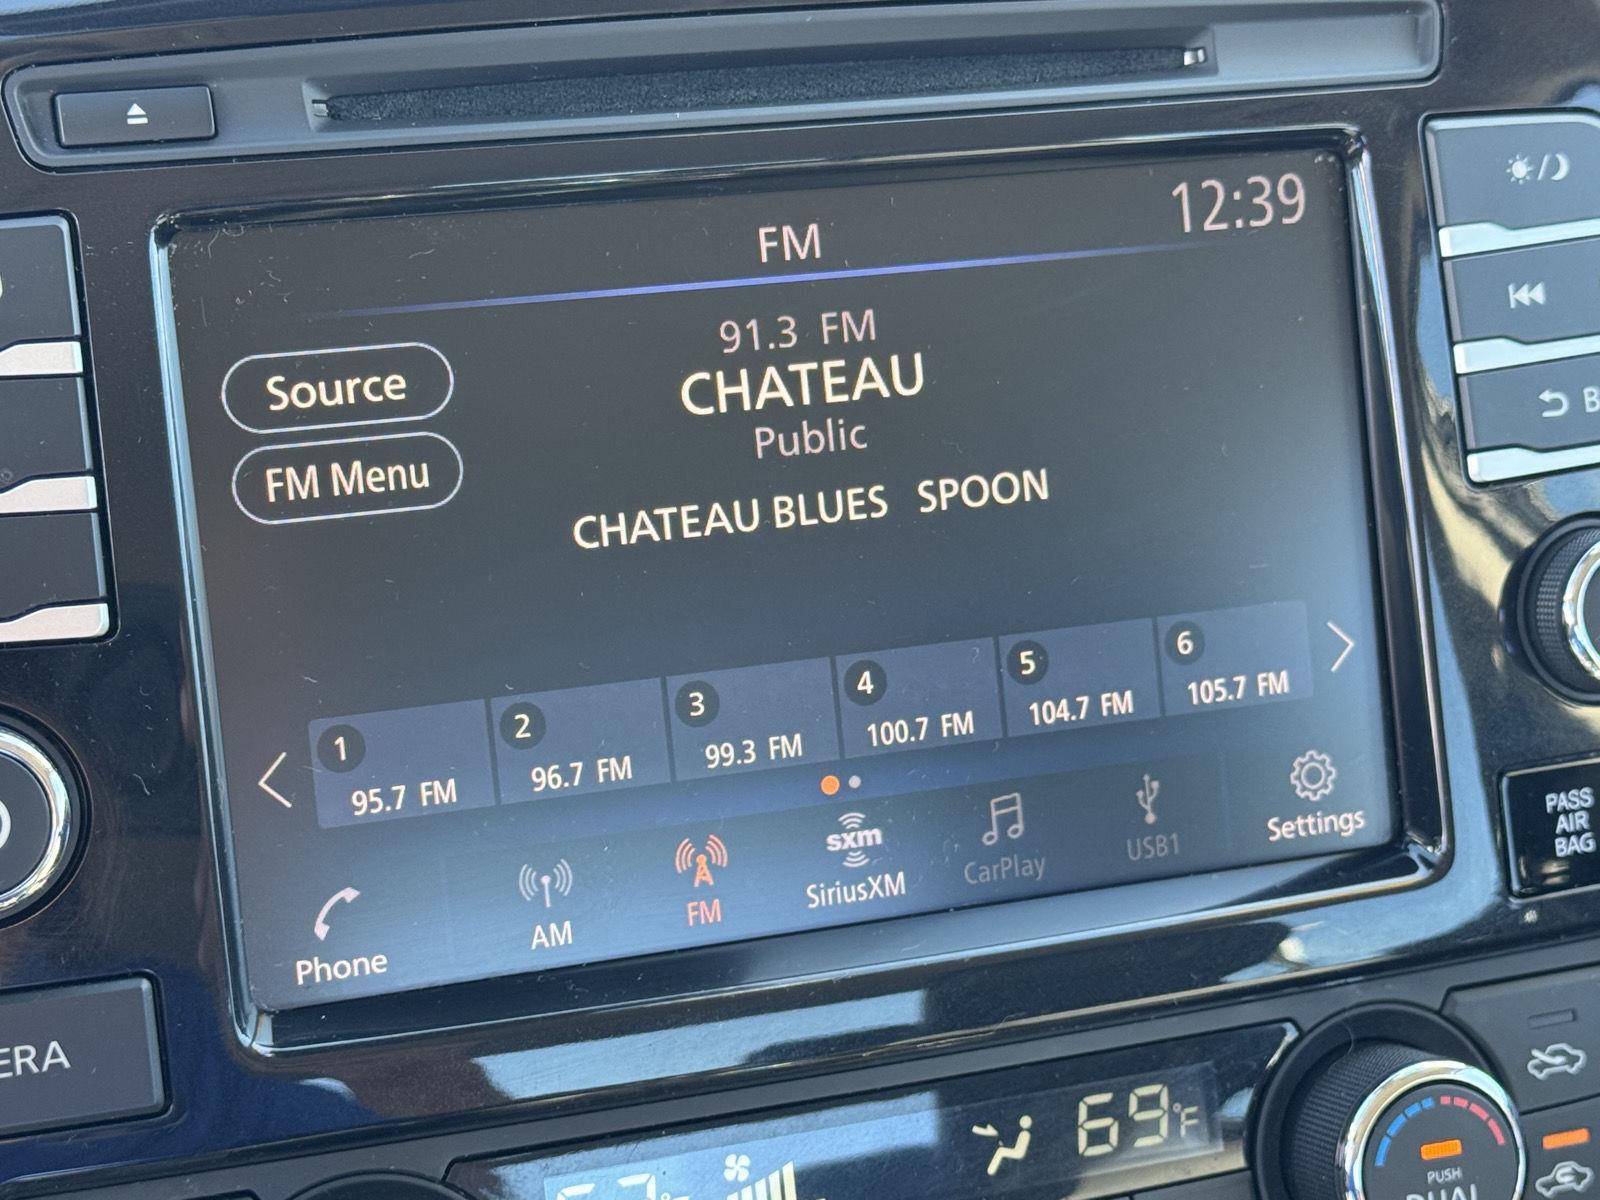 FM
12:39
91.3 FM
CHATEAU
Public
CHATEAU BLUES SPOON
Source
FM Menu
1
95.7 FM
2
96.7 FM
3
99.3 FM
4
100.7 FM
5
104.7 FM
6
105.7 FM
Phone
AM
FM
sxm
SiriusXM
CarPlay
USB1
Settings
PASS
AIR
BAG
ERA
69°F
PUSH
DUAL